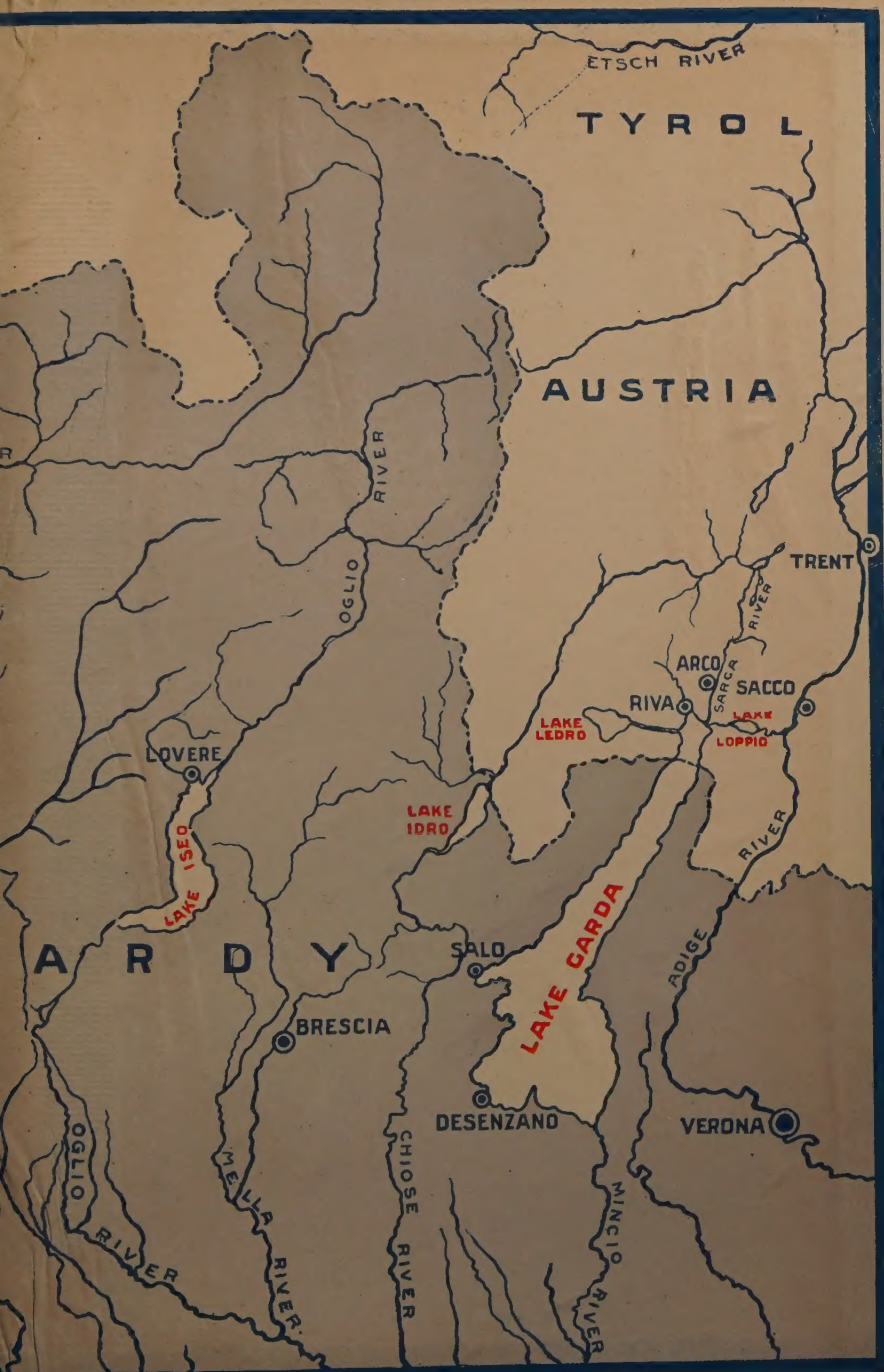 ETSCH RIVER
TYROL
AUSTRIA
R
RIVER
OGLIO
TRENT
RIVER
SARCA
ARCO
SACCO
RIVA
LAKE
LEDRO
LAKE
LOPPIO
LOVERE
LAKE
IDRO
LAKE ISEO
RIVER
ADIGE
ARDY
SALO
LAKE GARDA
BRESCIA
DESENZANO
VERONA
OGLIO
RIVER
MELLA RIVER
CHIOSE RIVER
MINCIO RIVER